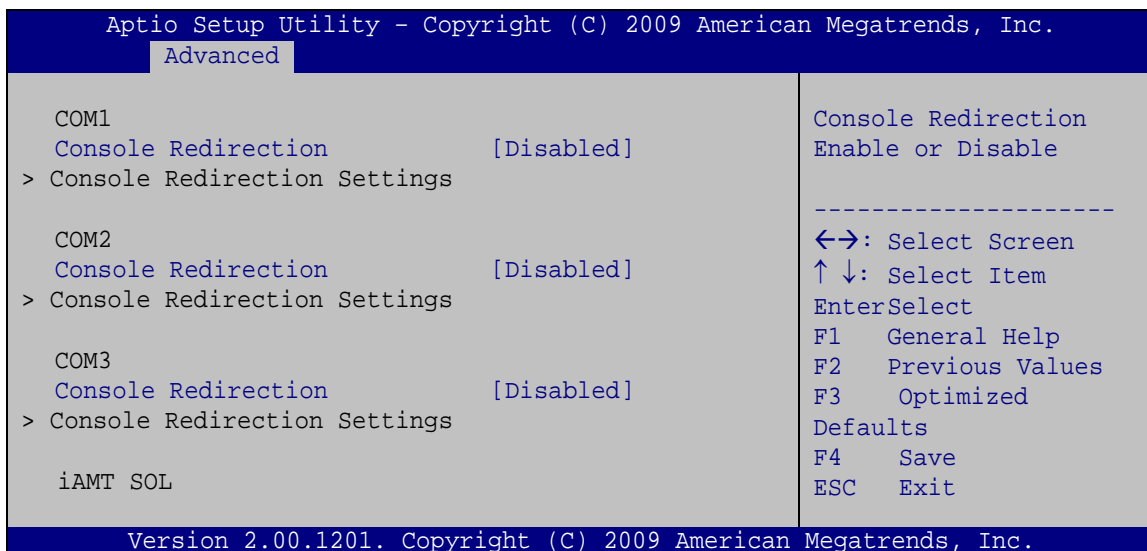 Aptio Setup Utility – Copyright (C) 2009 American Megatrends, Inc.
Advanced
COM1
Console Redirection [Disabled]
> Console Redirection Settings
COM2
Console Redirection [Disabled]
> Console Redirection Settings
COM3
Console Redirection [Disabled]
> Console Redirection Settings
iAMT SOL
Console Redirection
Enable or Disable
---------------------
←→: Select Screen
↑ ↓: Select Item
EnterSelect
F1 General Help
F2 Previous Values
F3 Optimized
Defaults
F4 Save
ESC Exit
Version 2.00.1201. Copyright (C) 2009 American Megatrends, Inc.